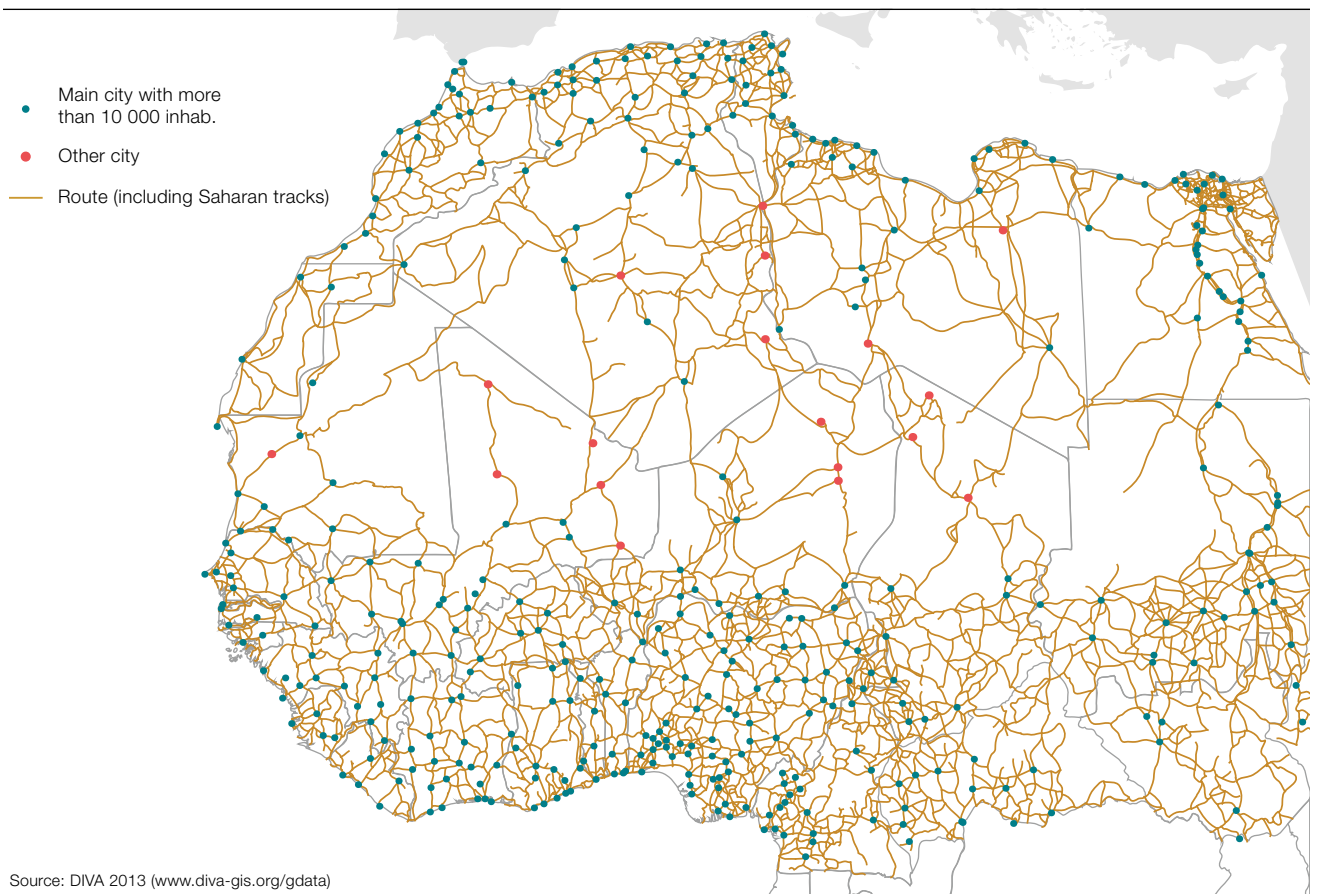 Main city with more
than 10 000 inhab.
Other city
Route (including Saharan tracks)
Source: DIVA 2013 (www.diva-gis.org/gdata)